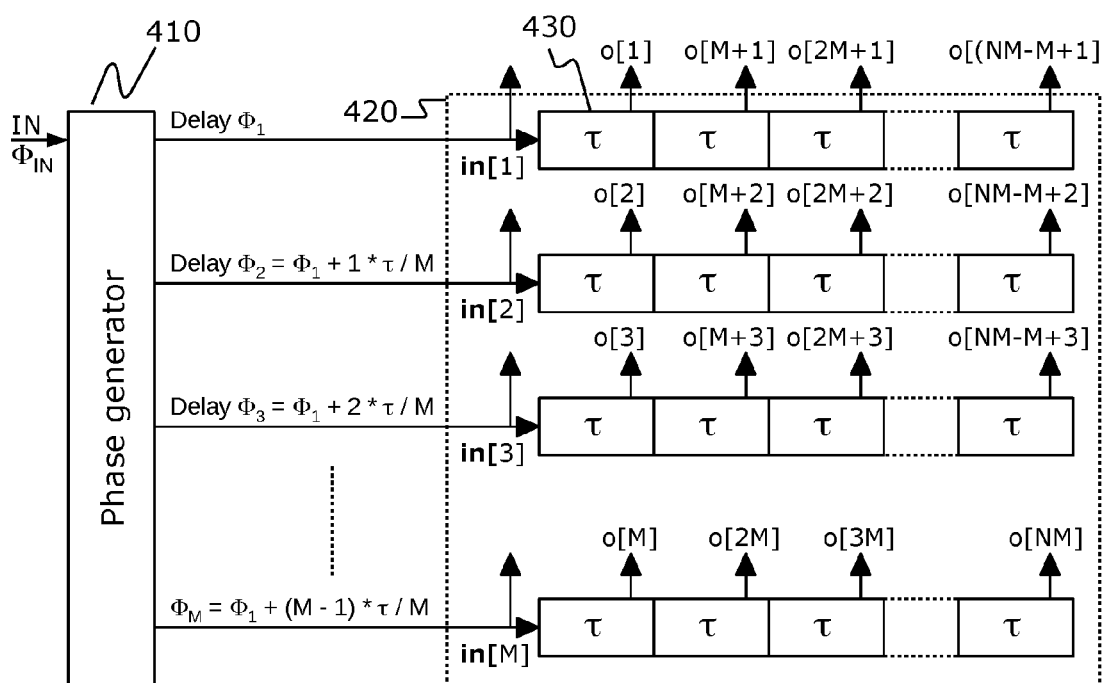 410
430
o[1] o[M+1] o[2M+1] o[(NM-M+1]
420
IN
ΦIN
Delay Φ1
τ τ τ τ
in[1]
o[2] o[M+2] o[2M+2] o[NM-M+2]
Delay Φ2 = Φ1 + 1 * τ / M
τ τ τ τ
in[2]
o[3] o[M+3] o[2M+3] o[NM-M+3]
Delay Φ3 = Φ1 + 2 * τ / M
τ τ τ τ
in[3]
Phase generator
o[M] o[2M] o[3M] o[NM]
ΦM = Φ1 + (M - 1) * τ / M
τ τ τ τ
in[M]